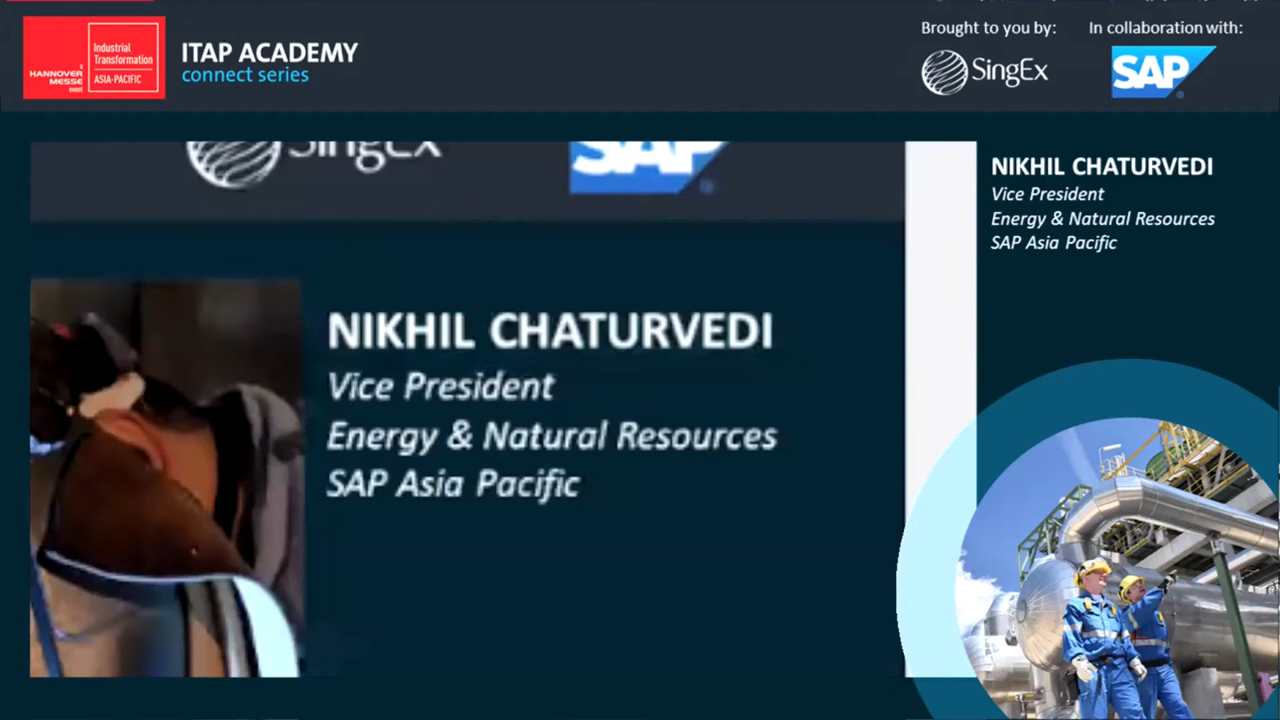 a
HANNOVER
MESSE
event
Industrial
Transformation
ASIA-PACIFIC
ITAP ACADEMY
connect series
Brought to you by:
SingEx
In collaboration with:
SAP
SingEx
SAP
NIKHIL CHATURVEDI
Vice President
Energy & Natural Resources
SAP Asia Pacific
NIKHIL CHATURVEDI
Vice President
Energy & Natural Resources
SAP Asia Pacific